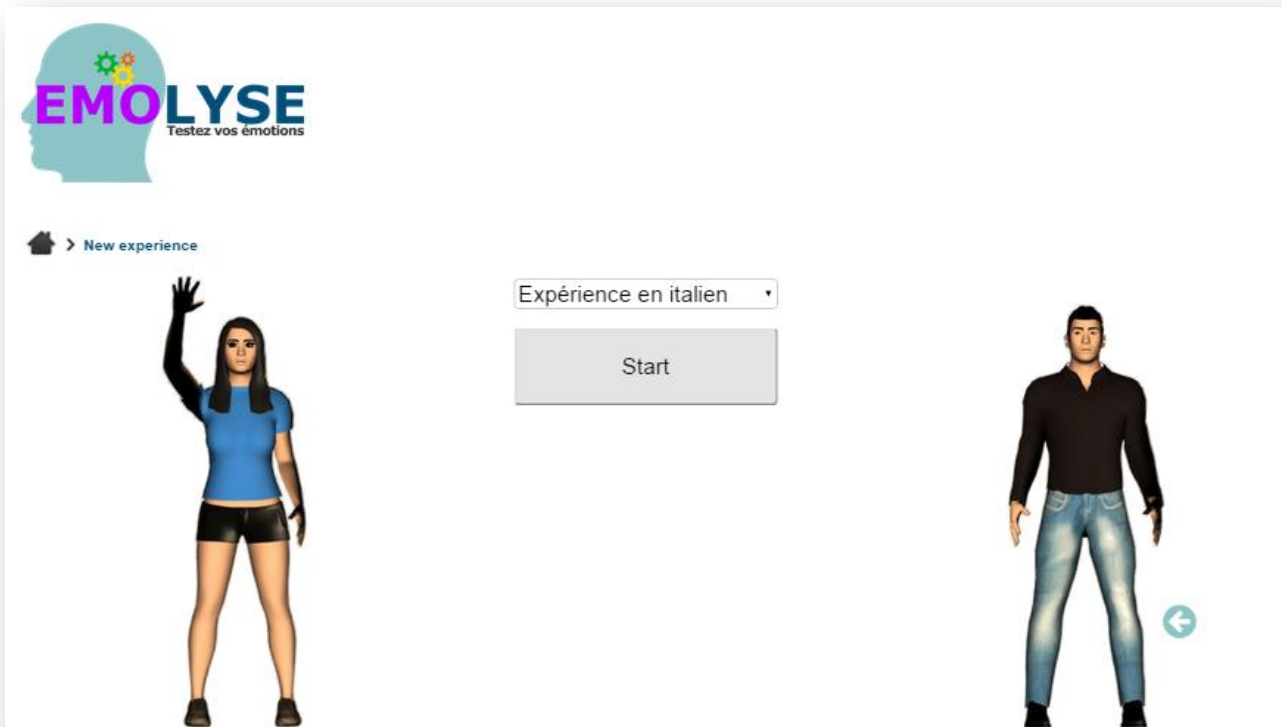 EMOLYSE
Testez vos émotions
New experience
Expérience en italien
Start